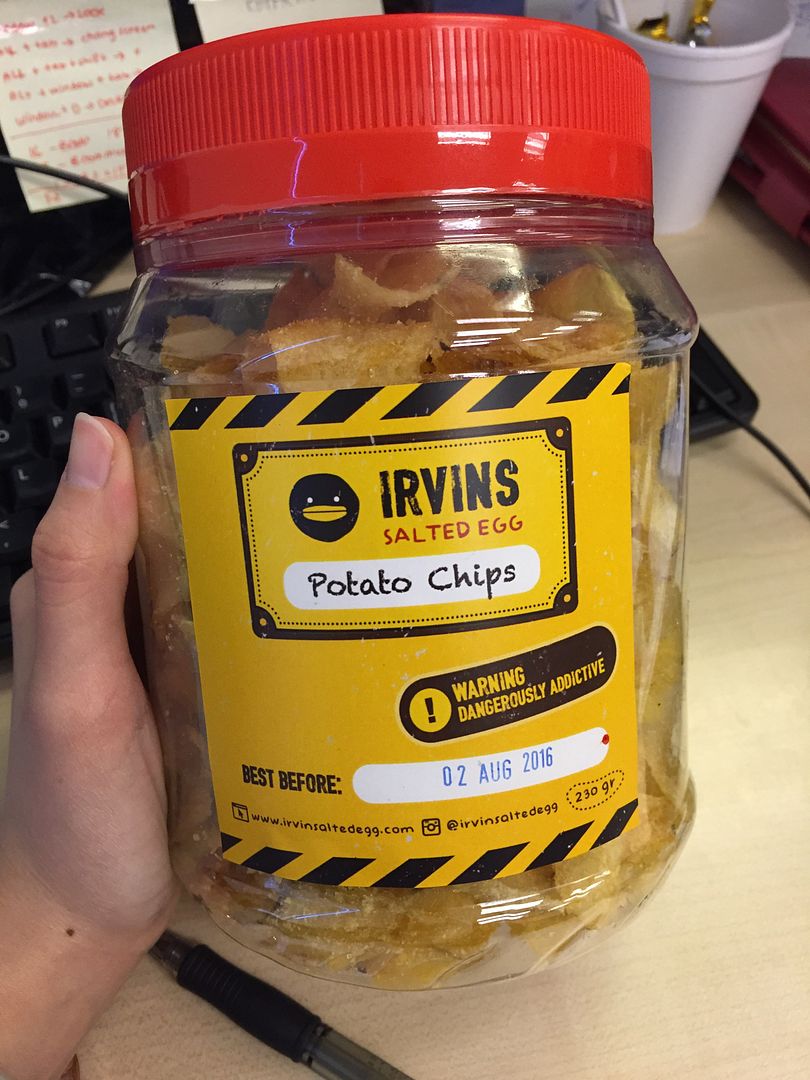 IRVINS
SALTED EGG
Potato Chips
WARNING
DANGEROUSLY ADDICTIVE
BEST BEFORE: 02 AUG 2016
230 gr
www.irvinsaltedegg.com @irvinsaltedegg